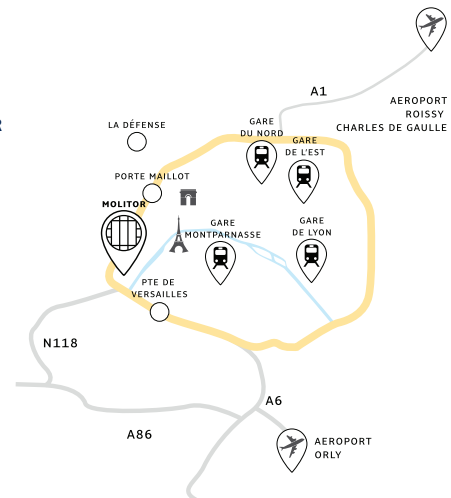 A1
AEROPORT
ROISSY
CHARLES DE GAULLE
R
LA DÉFENSE
GARE
DU NORD
GARE
DE L'EST
PORTE MAILLOT
MOLITOR
GARE
MONTPARNASSE
GARE
DE LYON
PTE DE
VERSAILLES
N118
A6
A86
AEROPORT
ORLY